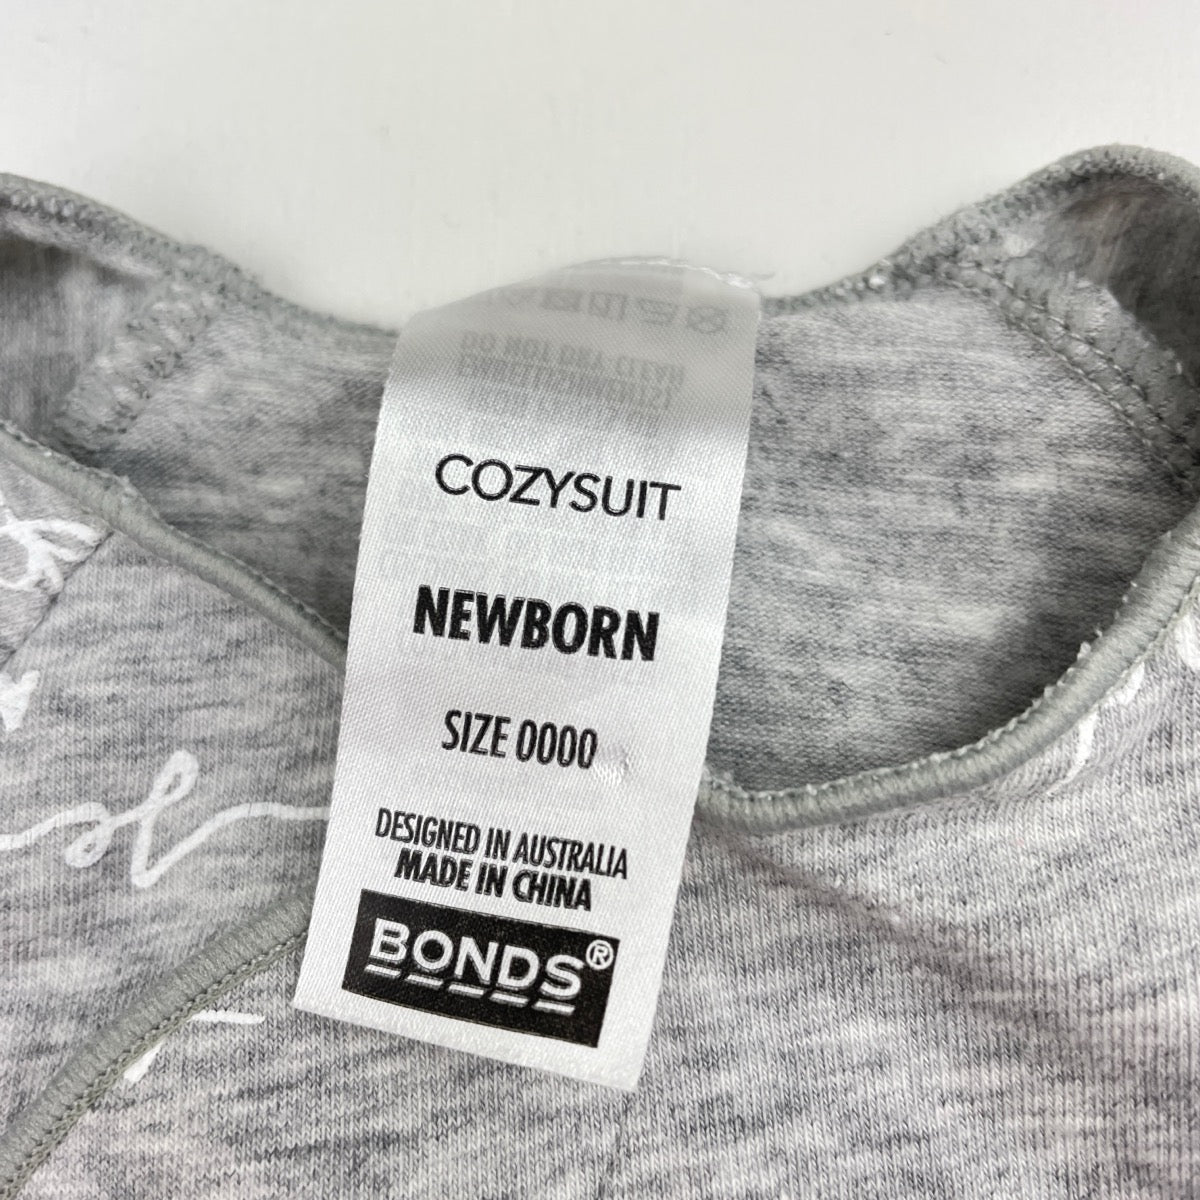 COZYSUIT
NEWBORN
SIZE 0000
DESIGNED IN AUSTRALIA
MADE IN CHINA
BONDS®